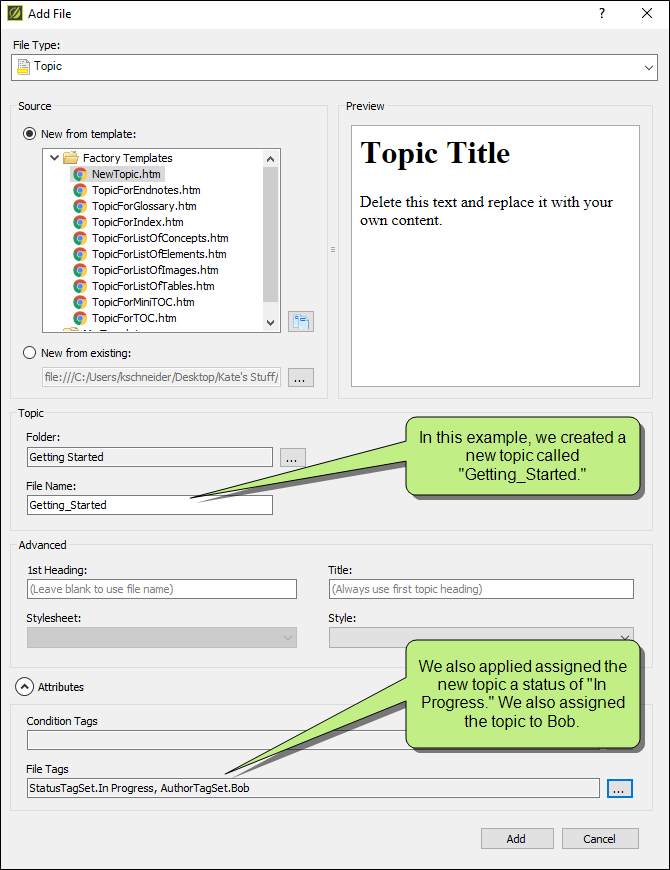 Add File
?
File Type:
Topic
Source
New from template:
Factory Templates
NewTopic.htm
TopicForEndnotes.htm
TopicForGlossary.htm
TopicForIndex.htm
TopicForListOfConcepts.htm
TopicForListOfElements.htm
TopicForListOfImages.htm
TopicForListOfTables.htm
TopicForMiniTOC.htm
TopicForTOC.htm
New from existing:
file:///C:/Users/kschneider/Desktop/Kate's Stuff/
...
Preview
Topic Title
Delete this text and replace it with your
own content.
Topic
Folder:
Getting Started
...
File Name:
Getting_Started
In this example, we created a
new topic called
"Getting_Started."
Advanced
1st Heading:
(Leave blank to use file name)
Title:
(Always use first topic heading)
Stylesheet:
Style:
Attributes
We also applied assigned the
new topic a status of "In
Progress." We also assigned
the topic to Bob.
Condition Tags
File Tags
StatusTagSet.In Progress, AuthorTagSet.Bob
...
Add
Cancel